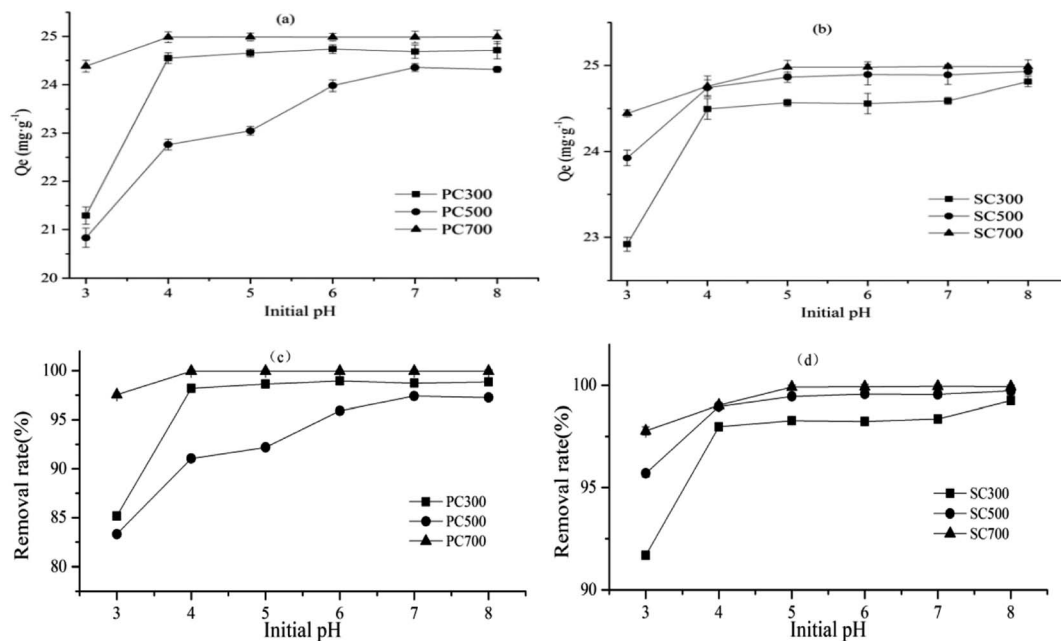 (a)
25
24
23
22
21
20
Qe (mg·g⁻¹)
PC300
PC500
PC700
3 4 5 6 7 8
Initial pH
(b)
25
24
23
Qe (mg·g⁻¹)
SC300
SC500
SC700
3 4 5 6 7 8
Initial pH
(c)
100
95
90
85
80
Removal rate(%)
PC300
PC500
PC700
3 4 5 6 7 8
Initial pH
(d)
100
95
90
Removal rate(%)
SC300
SC500
SC700
3 4 5 6 7 8
Initial pH